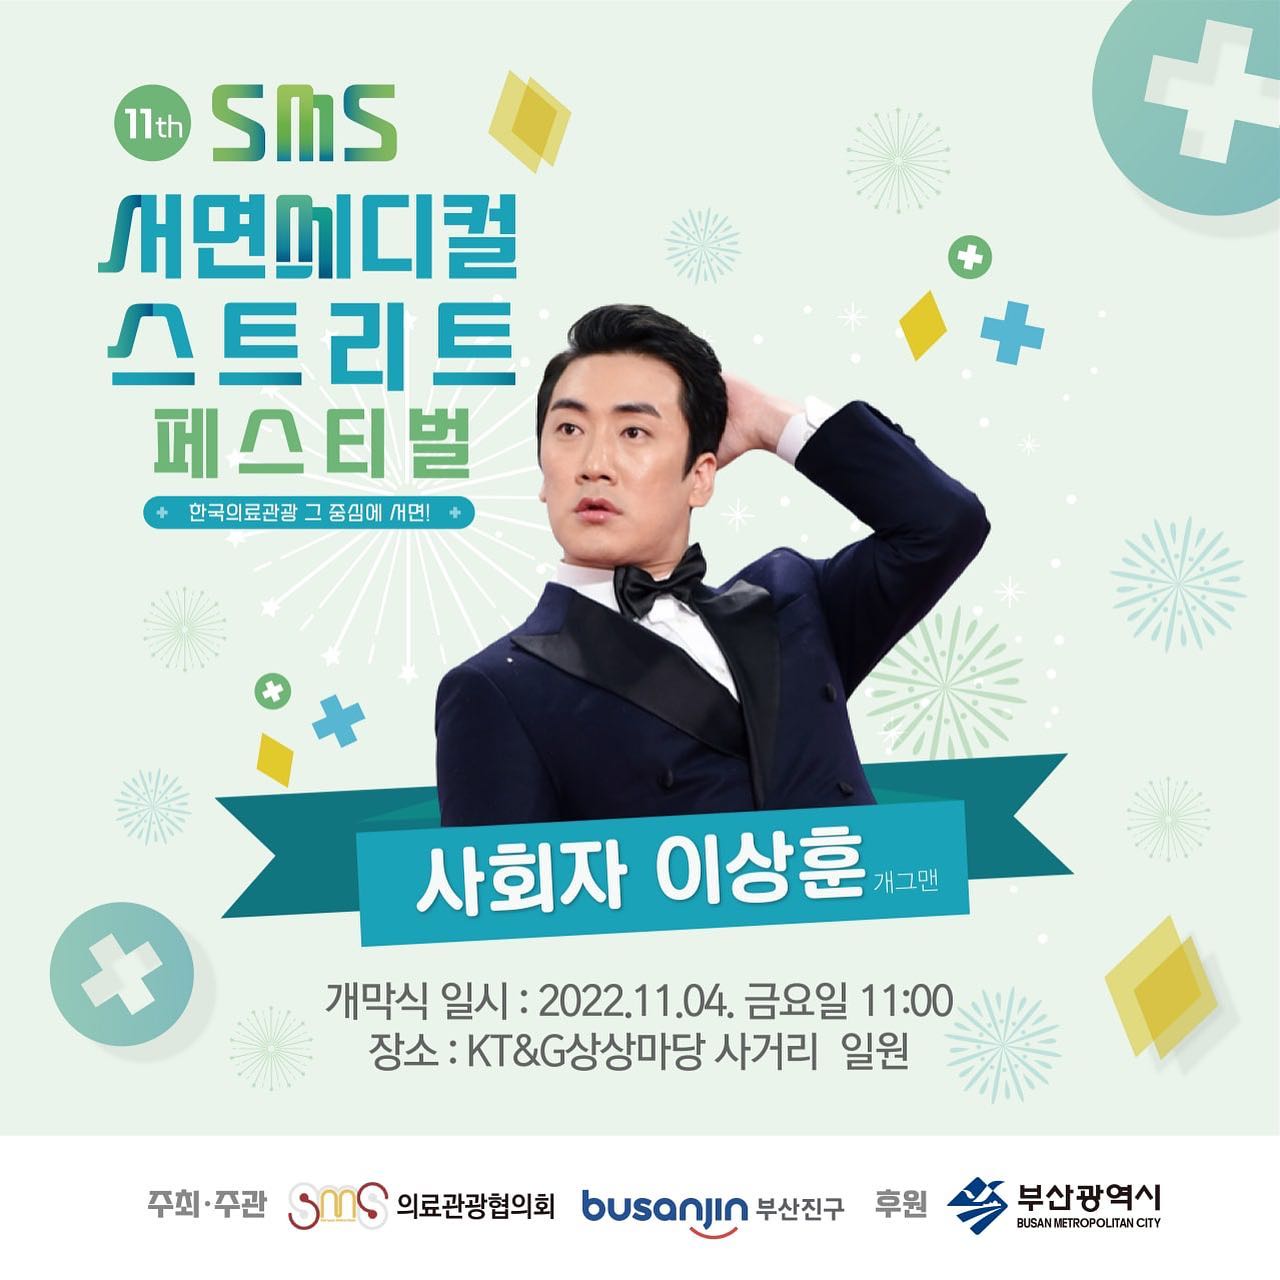 11th SMS
서면메디컬
스트리트
페스티벌
한국의료관광 그 중심에 서면!
사회자 이상훈 개그맨
개막식 일시 : 2022.11.04. 금요일 11:00
장소 : KT&G상상마당 사거리 일원
주최·주관 SMS 의료관광협의회 busanjin 부산진구 후원 부산광역시
BUSAN METROPOLITAN CITY